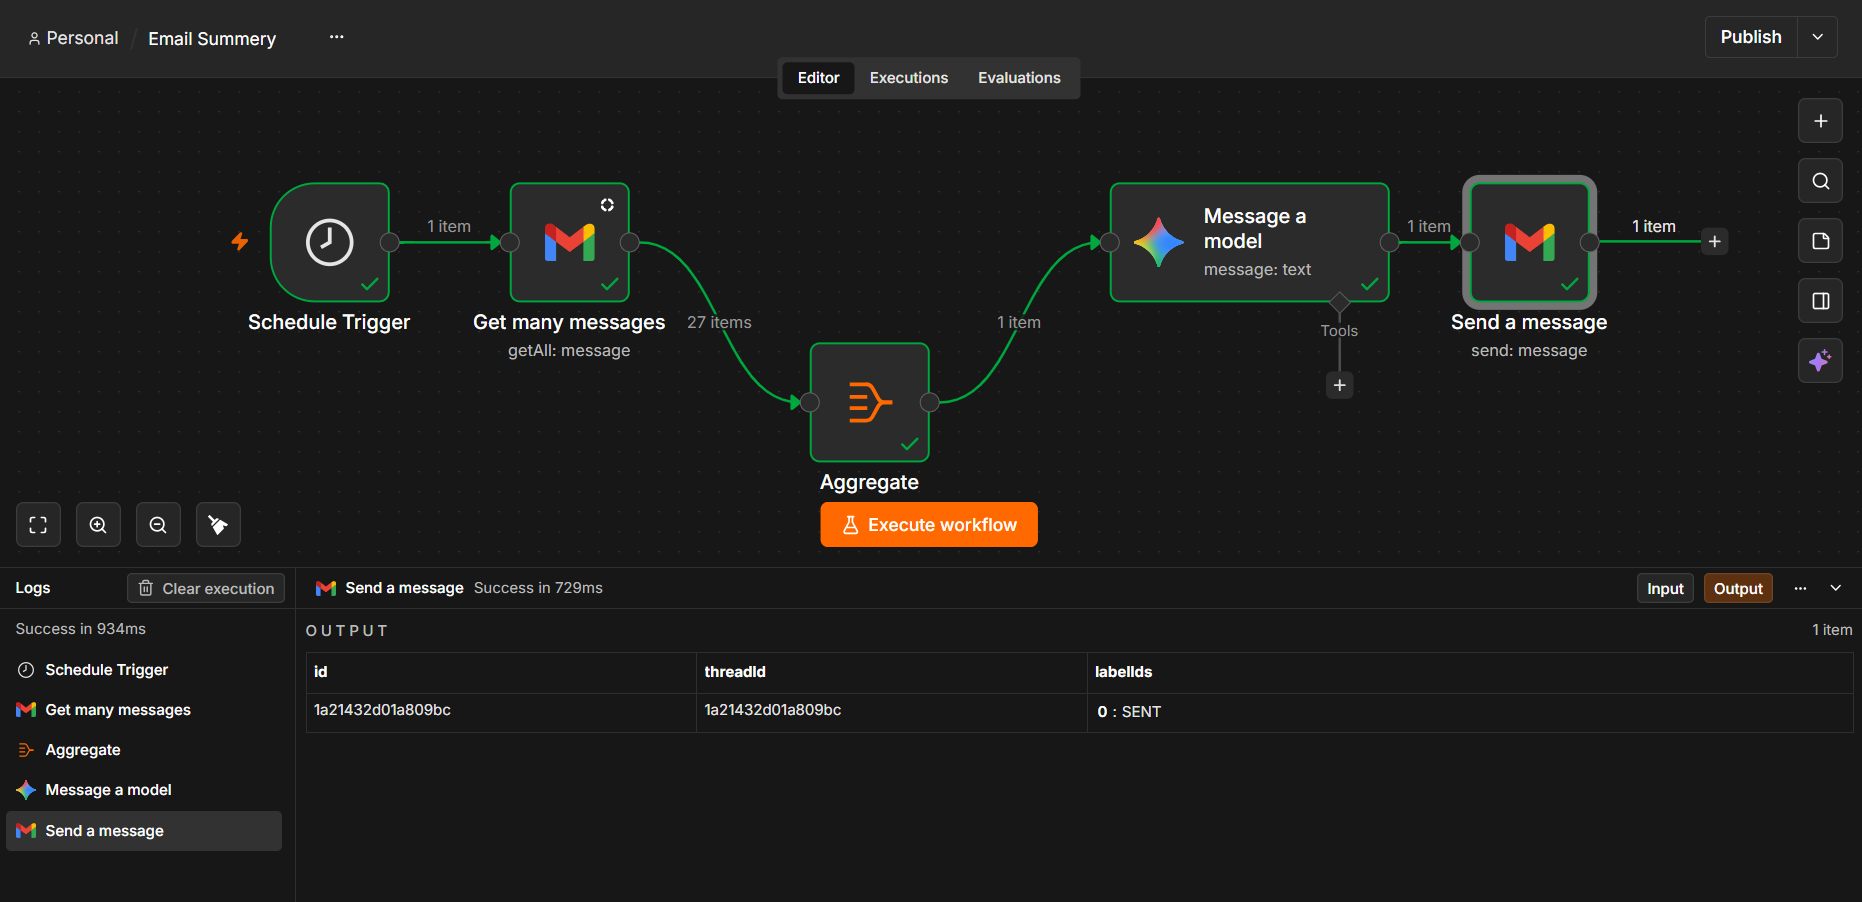 Personal / Email Summery ...
Publish
Editor Executions Evaluations
1 item
Schedule Trigger
Get many messages
getAll: message
27 items
Aggregate
1 item
Message a
model
message: text
Tools
1 item
Send a message
send: message
1 item
Execute workflow
Logs
Clear execution
Success in 934ms
Schedule Trigger
Get many messages
Aggregate
Message a model
Send a message
Send a message Success in 729ms
Input Output ...
OUTPUT
1 item
id threadId labelIds
1a21432d01a809bc 1a21432d01a809bc 0 : SENT